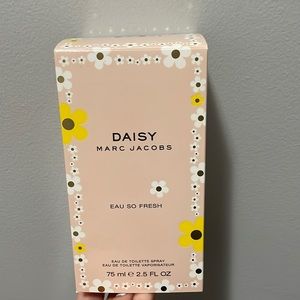 DAISY
MARC JACOBS
EAU SO FRESH
EAU DE TOILETTE SPRAY
EAU DE TOILETTE VAPORISATEUR
75 ml ℮ 2.5 FL OZ